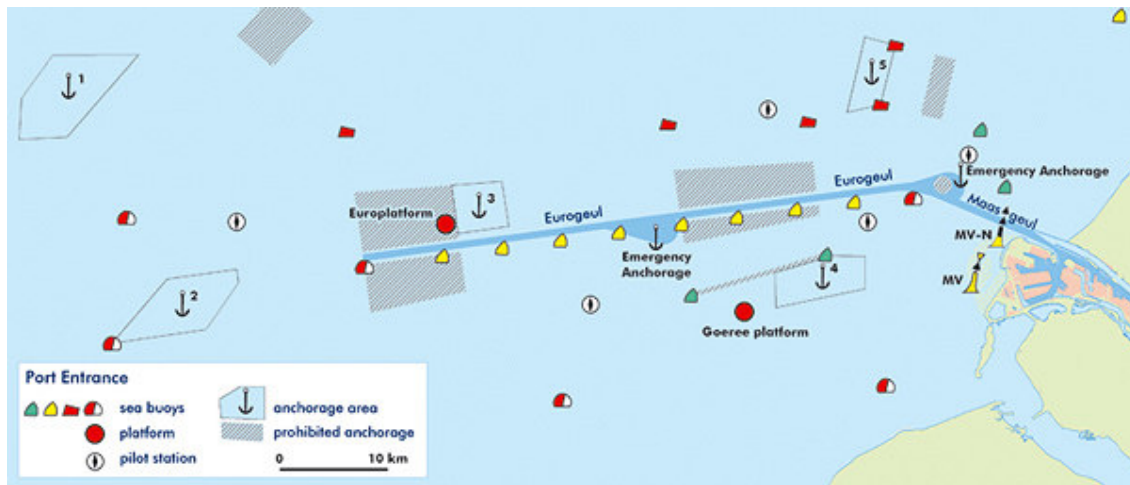 1
5
Emergency Anchorage
Eurogeul
3
Europlatform
Eurogeul
Maasgeul
MV-N
Emergency
Anchorage
4
MV
2
Goeree platform
Port Entrance
sea buoys
anchorage area
platform
prohibited anchorage
pilot station
0 10 km